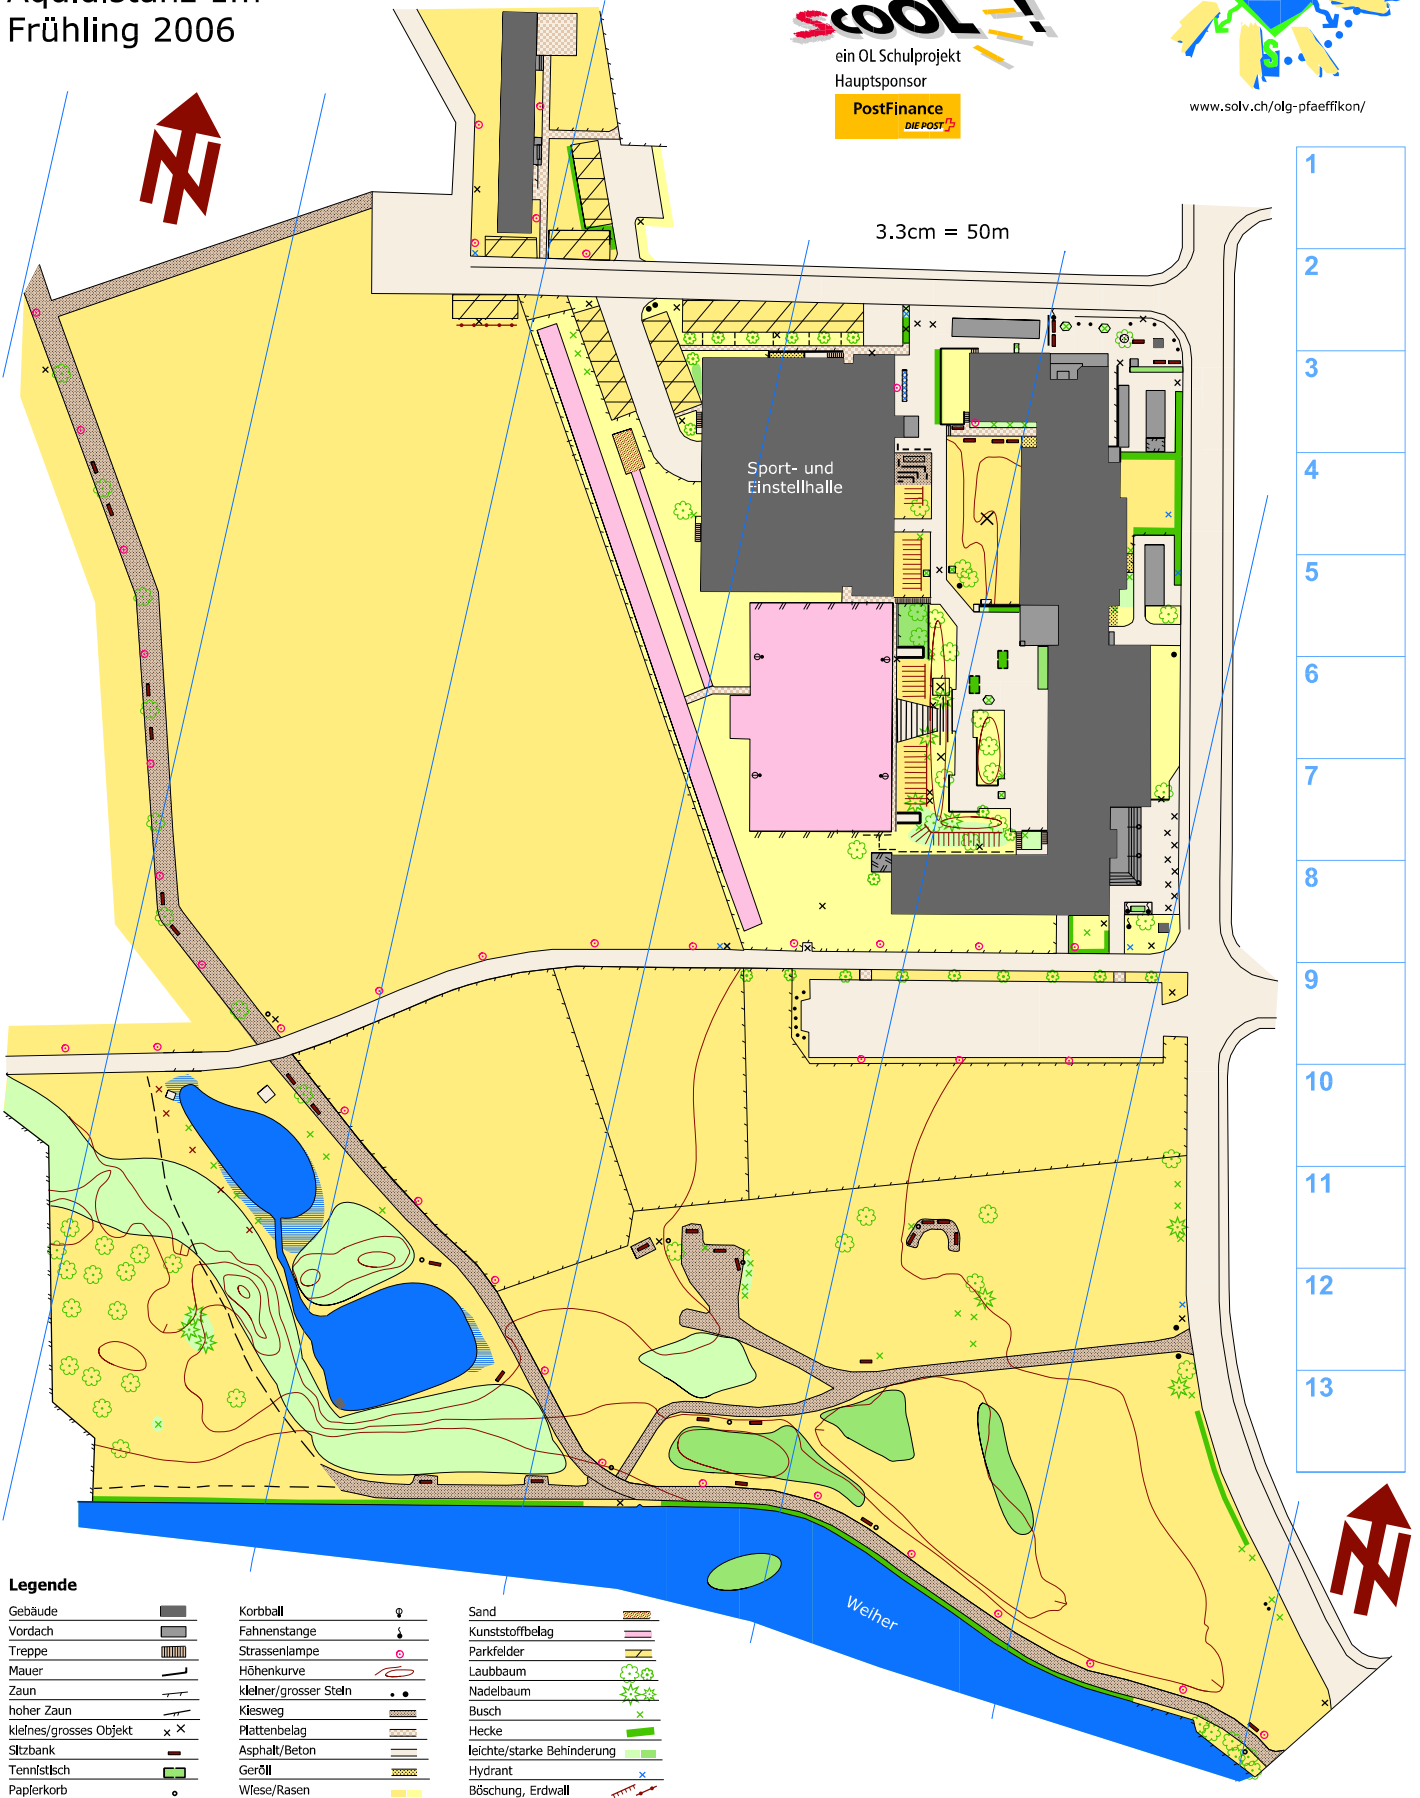 Äquidistanz 1m
Frühling 2006
sCOOL !
ein OL Schulprojekt
Hauptsponsor
PostFinance
DIE POST
www.solv.ch/olg-pfaeffikon/
N
3.3cm = 50m
1
2
3
4
5
6
7
8
9
10
11
12
13
Sport- und
Einstellhalle
Weiher
N
Legende
Gebäude
Vordach
Treppe
Mauer
Zaun
hoher Zaun
kleines/grosses Objekt
Sitzbank
Tennistisch
Papierkorb
Korbball
Fahnenstange
Strassenlampe
Höhenkurve
kleiner/grosser Stein
Kiesweg
Plattenbelag
Asphalt/Beton
Geröll
Wiese/Rasen
Sand
Kunststoffbelag
Parkfelder
Laubbaum
Nadelbaum
Busch
Hecke
leichte/starke Behinderung
Hydrant
Böschung, Erdwall